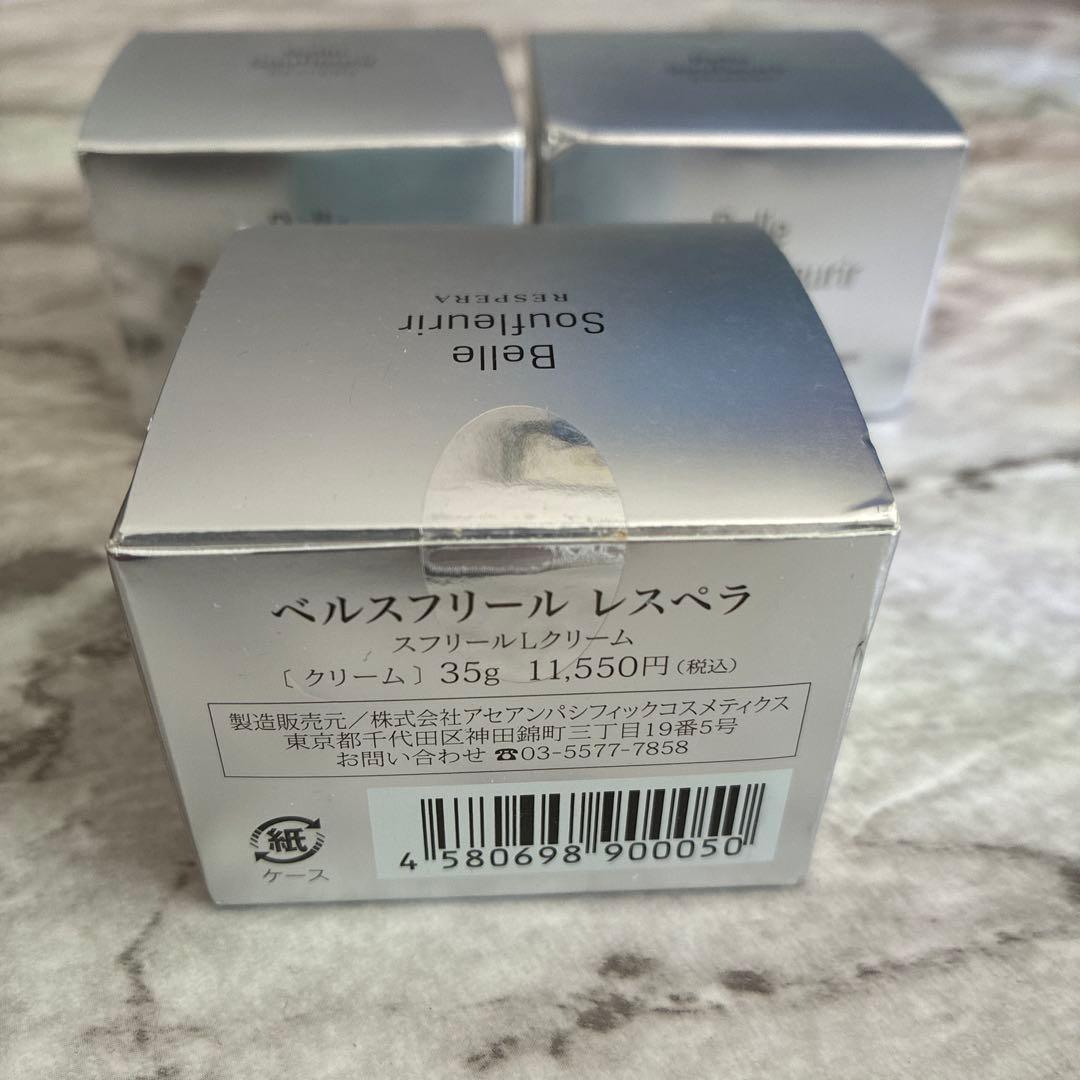 Belle
Soufleurir
RESPERA
ベルスフリール レスペラ
スフリールLクリーム
〔クリーム〕35g 11,550円(税込)
製造販売元/株式会社アセアンパシフィックコスメティクス
東京都千代田区神田錦町三丁目19番5号
お問い合わせ ☎03-5577-7858
紙
ケース
4 580698 900050
Belle